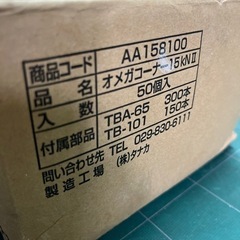 商品コード AA158100
品名 オメガコーナー15kNⅡ
入数 50個入
付属部品 TBA-65 300本
TB-101 150本
問い合わせ先 TEL 029-830-6111
製造工場 (株)タナカ